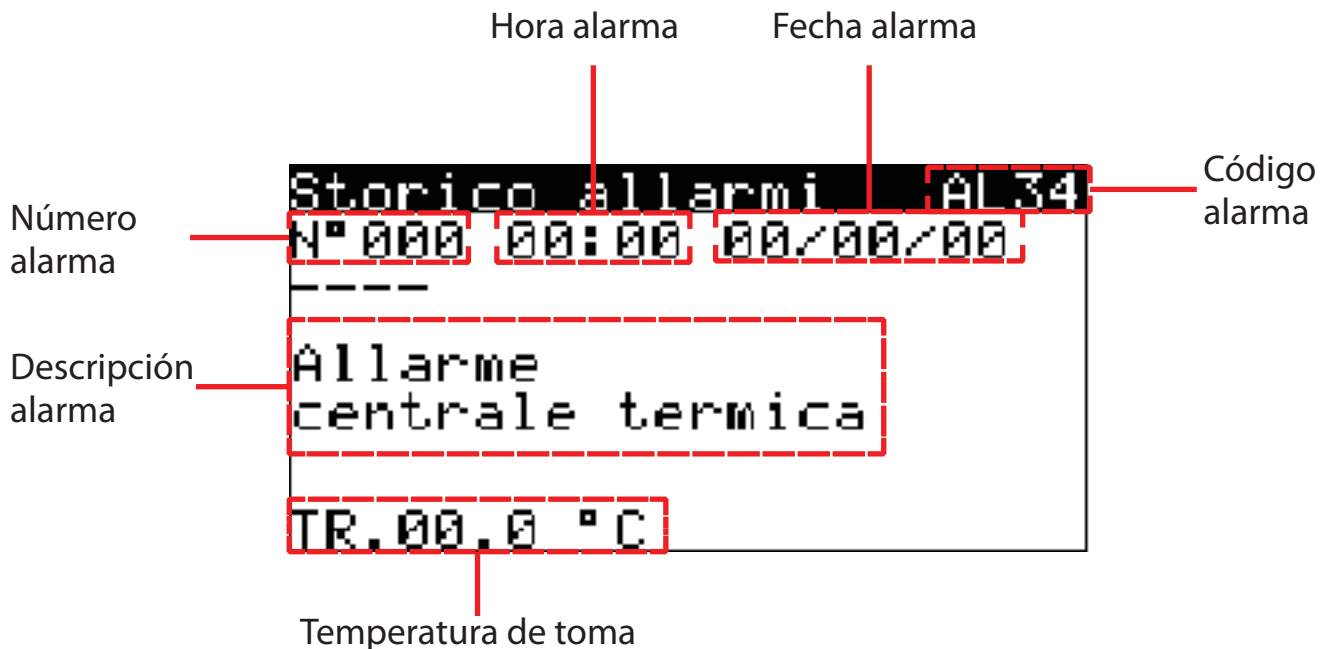 Hora alarma Fecha alarma
Storico allarmi AL34
Código
alarma
Número
alarma
N° 000 00:00 00/00/00
----
Descripción
alarma
Allarme
centrale termica
TR.00.0 °C
Temperatura de toma